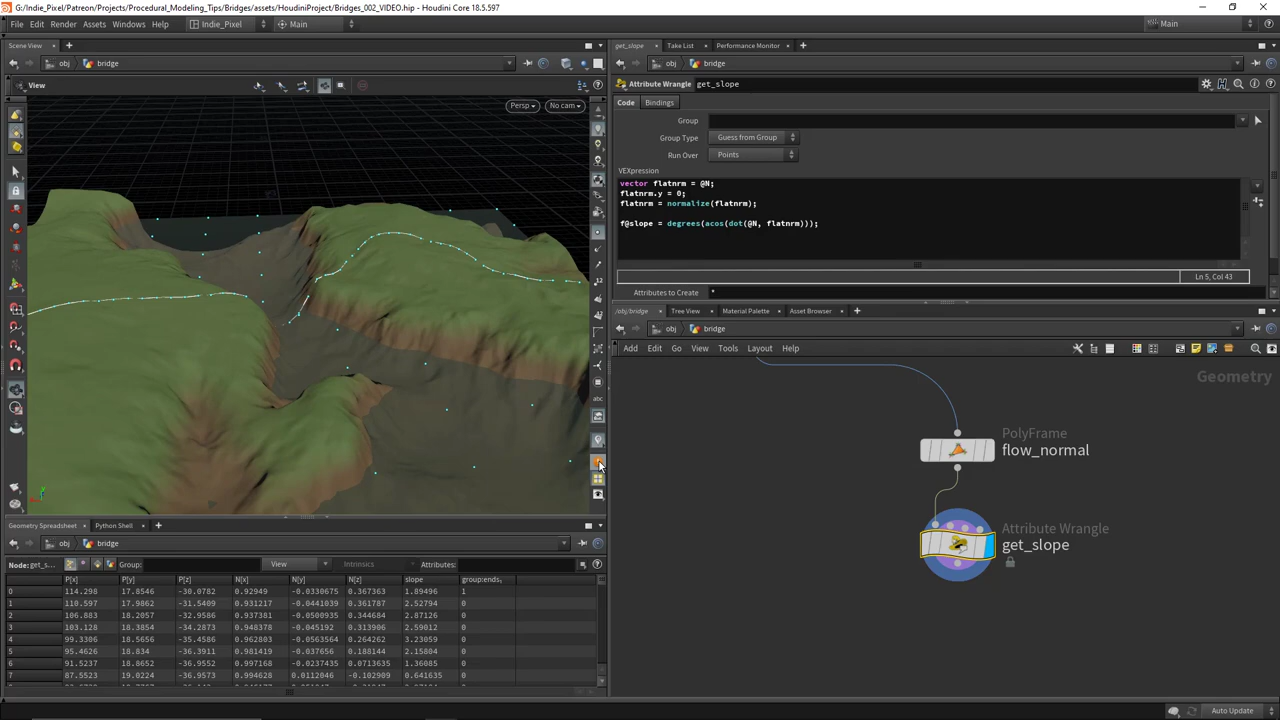 G:/Indie_Pixel/Patreon/Projects/Procedural_Modeling_Tips/Bridges/assets/HoudiniProject/Bridges_002_VIDEO.hip - Houdini Core 18.5.597
File Edit Render Assets Windows Help Indie_Pixel Main Main
Scene View
obj bridge
View
Persp No cam
abc
Geometry Spreadsheet Python Shell
obj bridge
Node: get_s... Group: View Intrinsics Attributes:
P[x] P[y] P[z] N[x] N[y] N[z] slope group:ends
0 114.298 17.8546 -30.0782 0.92949 -0.0330675 0.367363 1.89496 1
1 110.597 17.9862 -31.5409 0.931217 -0.0441039 0.361787 2.52794 0
2 106.883 18.2057 -32.9586 0.937381 -0.0500935 0.344684 2.87126 0
3 103.128 18.3854 -34.2873 0.948378 -0.045192 0.313906 2.59012 0
4 99.3306 18.5656 -35.4586 0.962803 -0.0563564 0.264262 3.23059 0
5 95.4626 18.834 -36.3911 0.981419 -0.037656 0.188144 2.15804 0
6 91.5237 18.8652 -36.9552 0.997168 -0.0237435 0.0713635 1.36085 0
7 87.5523 19.0224 -36.9573 0.994628 0.0112046 -0.102909 0.641635 0
get_slope Take List Performance Monitor
obj bridge
Attribute Wrangle get_slope
Code Bindings
Group
Group Type Guess from Group
Run Over Points
VEXpression
vector flatnrm = @N;
flatnrm.y = 0;
flatnrm = normalize(flatnrm);
f@slope = degrees(acos(dot(@N, flatnrm)));
Ln 5, Col 43
Attributes to Create *
/obj/bridge Tree View Material Palette Asset Browser
obj bridge
Add Edit Go View Tools Layout Help
Geometry
PolyFrame
flow_normal
Attribute Wrangle
get_slope
Auto Update